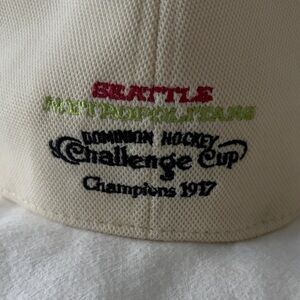 SEATTLE
METROPOLITANS
DOMINION HOCKEY
Challenge Cup
Champions 1917